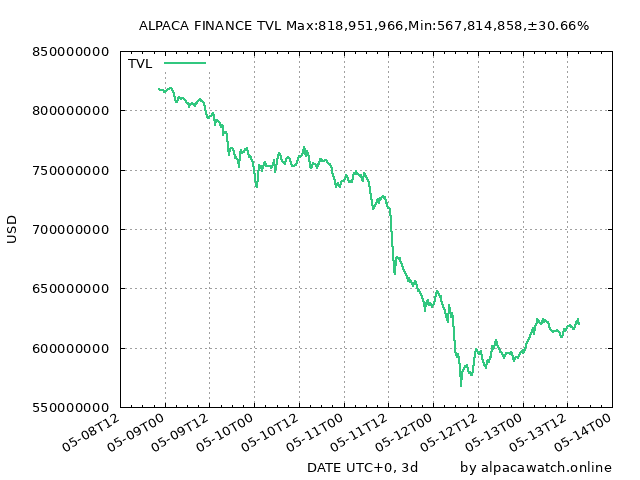 ALPACA FINANCE TVL Max:818,951,966,Min:567,814,858,±30.66%
TVL
850000000
800000000
750000000
700000000
650000000
600000000
550000000
USD
05-08T12
05-09T00
05-09T12
05-10T00
05-10T12
05-11T00
05-11T12
05-12T00
05-12T12
05-13T00
05-13T12
05-14T00
DATE UTC+0, 3d
by alpacawatch.online